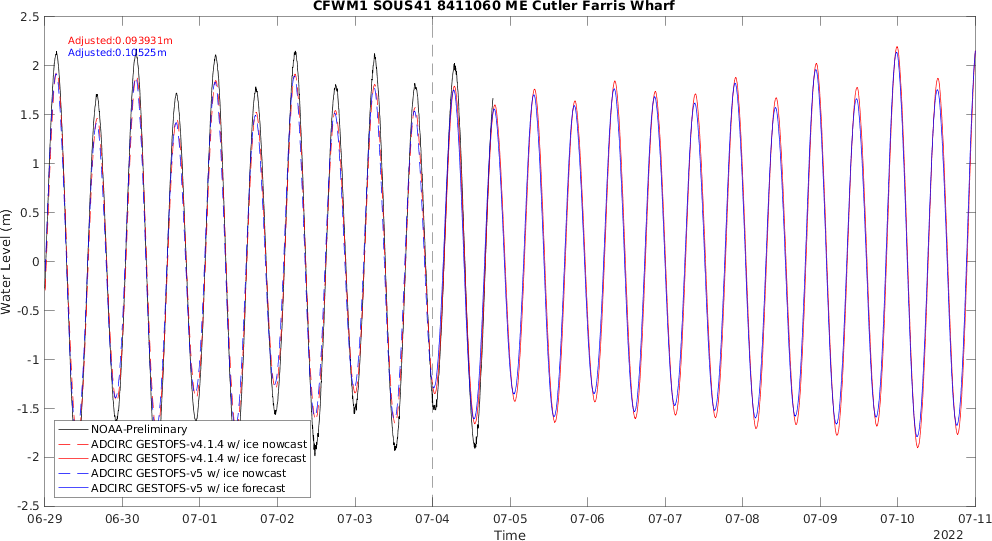 CFWM1 SOUS41 8411060 ME Cutler Farris Wharf
Adjusted:0.093931m
Adjusted:0.10525m
Water Level (m)
2.5
2
1.5
1
0.5
0
-0.5
-1
-1.5
-2
-2.5
NOAA-Preliminary
ADCIRC GESTOFS-v4.1.4 w/ ice nowcast
ADCIRC GESTOFS-v4.1.4 w/ ice forecast
ADCIRC GESTOFS-v5 w/ ice nowcast
ADCIRC GESTOFS-v5 w/ ice forecast
06-29 06-30 07-01 07-02 07-03 07-04 07-05 07-06 07-07 07-08 07-09 07-10 07-11
Time
2022